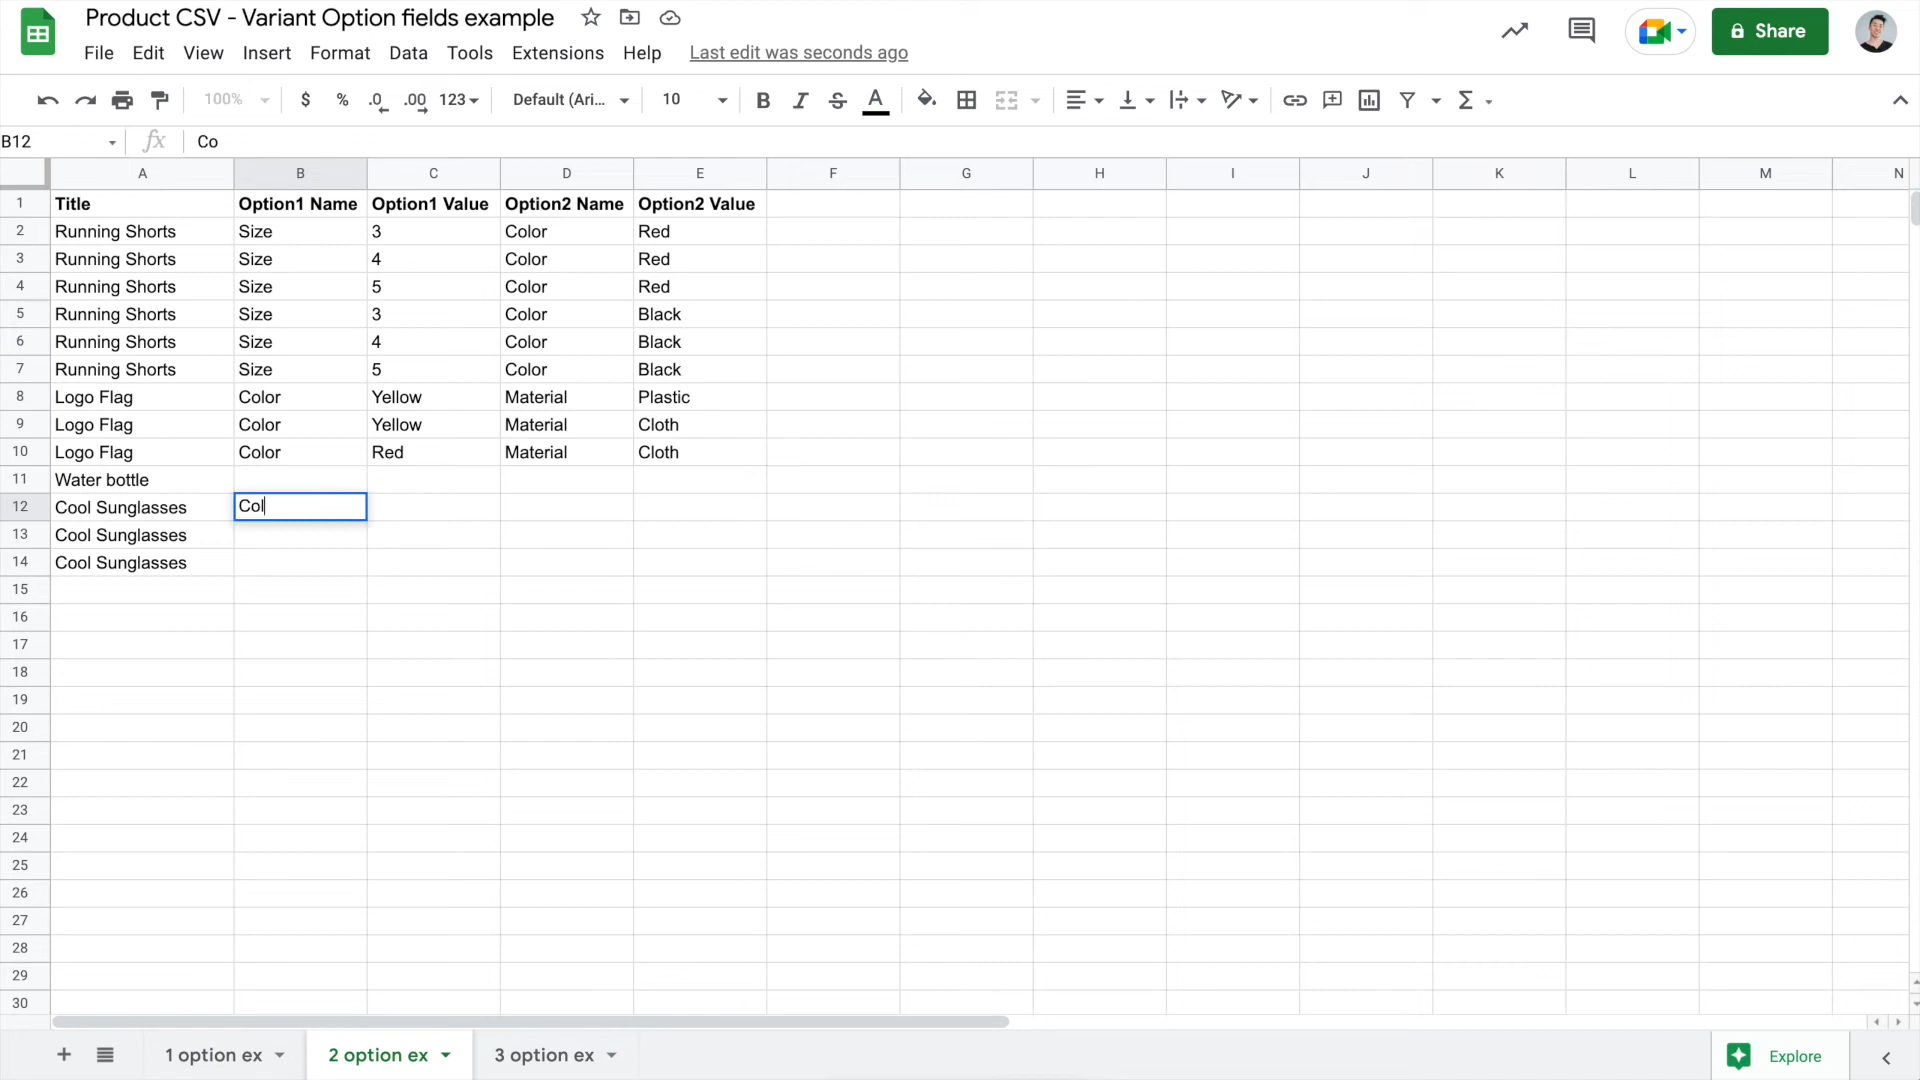 Product CSV - Variant Option fields example
File Edit View Insert Format Data Tools Extensions Help Last edit was seconds ago
Share
100% $ % .0 .00 123 Default (Ari... 10 B I S A Σ
B12 fx Co
A B C D E F G H I J K L M N
1 Title Option1 Name Option1 Value Option2 Name Option2 Value
2 Running Shorts Size 3 Color Red
3 Running Shorts Size 4 Color Red
4 Running Shorts Size 5 Color Red
5 Running Shorts Size 3 Color Black
6 Running Shorts Size 4 Color Black
7 Running Shorts Size 5 Color Black
8 Logo Flag Color Yellow Material Plastic
9 Logo Flag Color Yellow Material Cloth
10 Logo Flag Color Red Material Cloth
11 Water bottle
12 Cool Sunglasses Col
13 Cool Sunglasses
14 Cool Sunglasses
15
16
17
18
19
20
21
22
23
24
25
26
27
28
29
30
1 option ex 2 option ex 3 option ex Explore